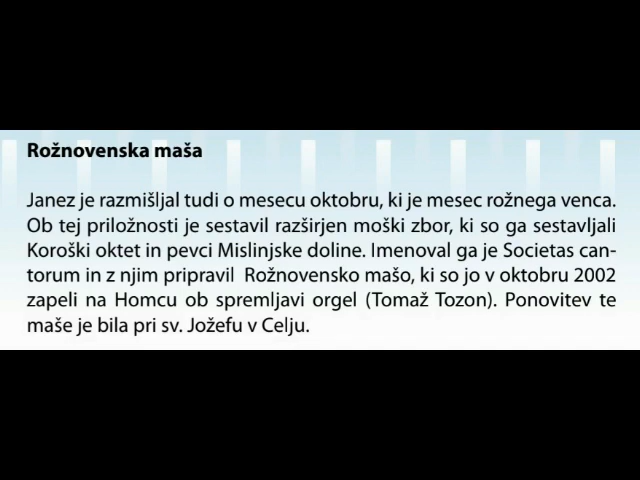 Rožnovenska maša
Janez je razmišljal tudi o mesecu oktobru, ki je mesec rožnega venca.
Ob tej priložnosti je sestavil razširjen moški zbor, ki so ga sestavljali
Koroški oktet in pevci Mislinjske doline. Imenoval ga je Societas can-
torum in z njim pripravil Rožnovensko mašo, ki so jo v oktobru 2002
zapeli na Homcu ob spremljavi orgel (Tomaž Tozon). Ponovitev te
maše je bila pri sv. Jožefu v Celju.